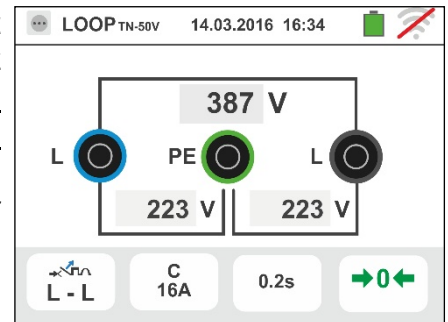 LOOP TN-50V 14.03.2016 16:34
387 V
L PE L
223 V 223 V
L - L
C
16A
0.2s
→0←